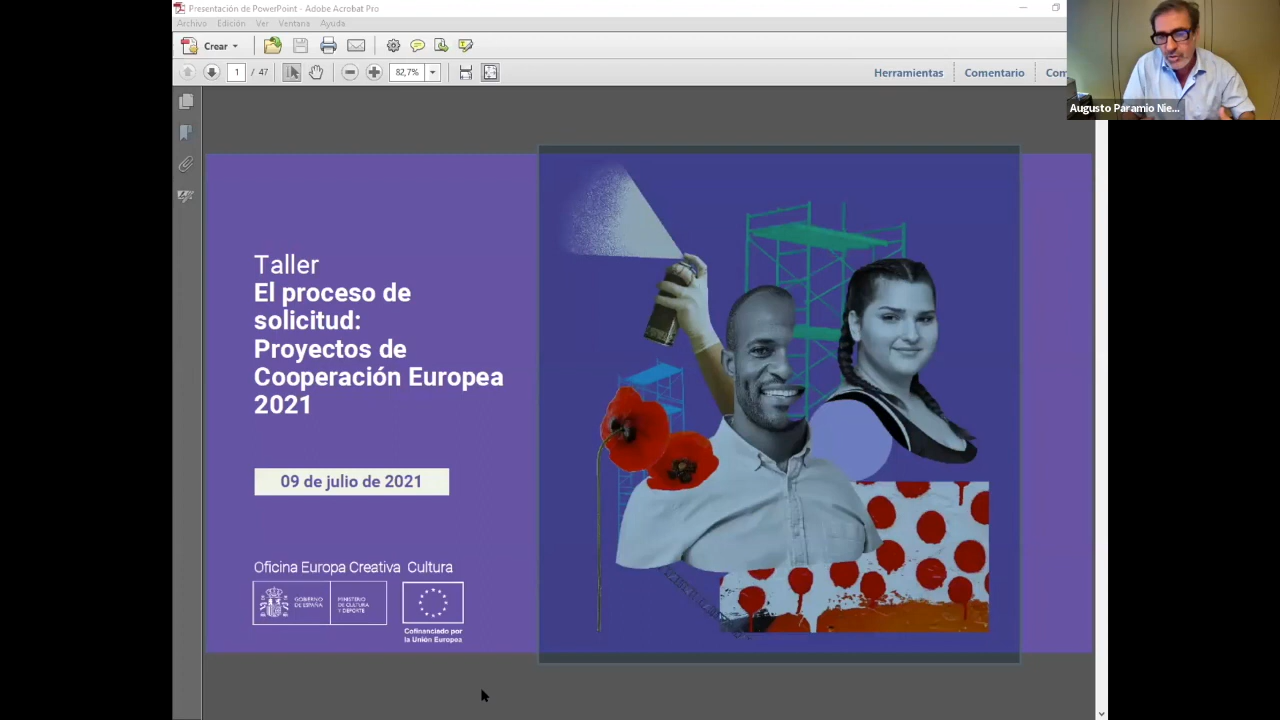 Presentación de PowerPoint - Adobe Acrobat Pro
Archivo Edición Ver Ventana Ayuda
Crear
1 / 47
82,7%
Herramientas
Comentario
Com
Augusto Paramio Nie...
Taller
El proceso de
solicitud:
Proyectos de
Cooperación Europea
2021
09 de julio de 2021
Oficina Europa Creativa Cultura
GOBIERNO
DE ESPAÑA
MINISTERIO
DE CULTURA
Y DEPORTE
Cofinanciado por
la Unión Europea